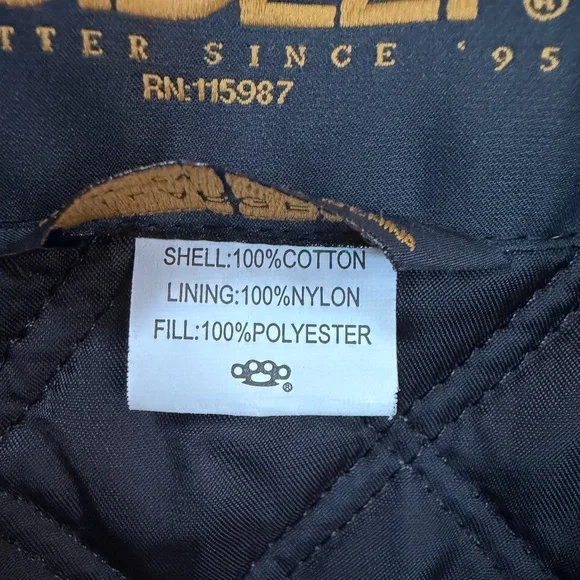 ®
TTER SINCE '95
RN:115987
SHELL:100%COTTON
LINING:100%NYLON
FILL:100%POLYESTER
®